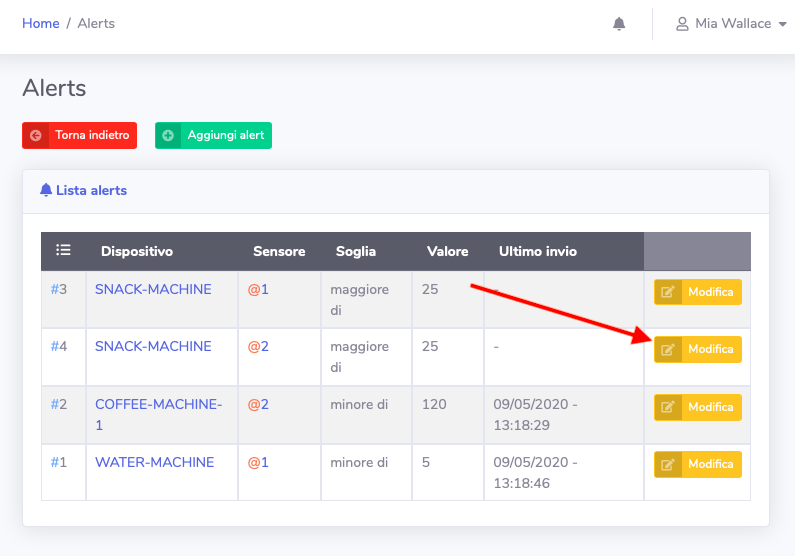 Home / Alerts
Mia Wallace
Alerts
Torna indietro
Aggiungi alert
Lista alerts
Dispositivo Sensore Soglia Valore Ultimo invio
#3 SNACK-MACHINE @1 maggiore di 25 - Modifica
#4 SNACK-MACHINE @2 maggiore di 25 - Modifica
#2 COFFEE-MACHINE-1 @2 minore di 120 09/05/2020 - 13:18:29 Modifica
#1 WATER-MACHINE @1 minore di 5 09/05/2020 - 13:18:46 Modifica